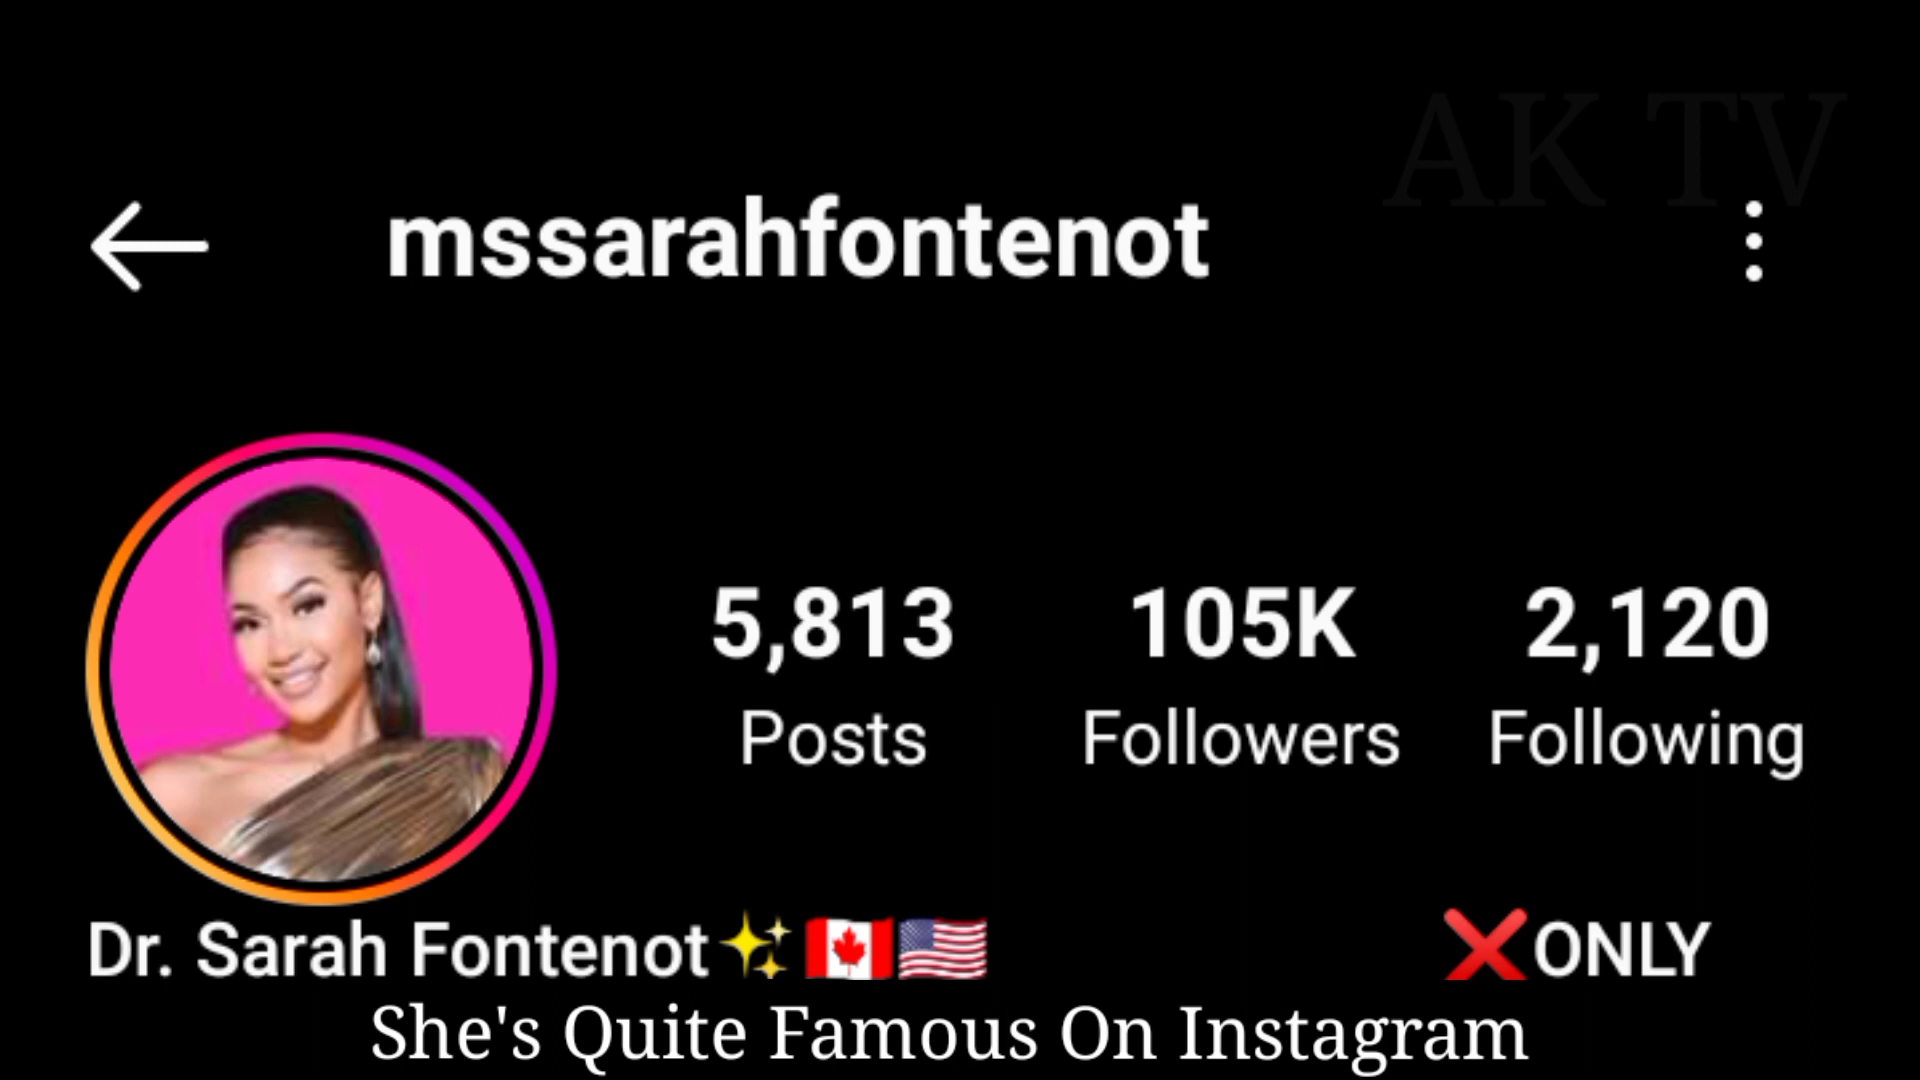 AK TV
mssarahfontenot
5,813 105K 2,120
Posts Followers Following
Dr. Sarah Fontenot✨🇨🇦🇺🇸 ❌ONLY
She's Quite Famous On Instagram